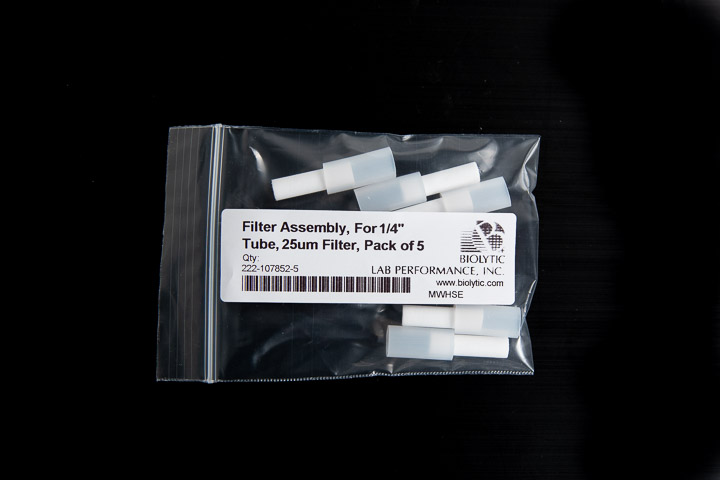 Filter Assembly, For 1/4"
Tube, 25um Filter, Pack of 5
Qty:
222-107852-5
BIOLYTIC
LAB PERFORMANCE, INC.
www.biolytic.com
MWHSE